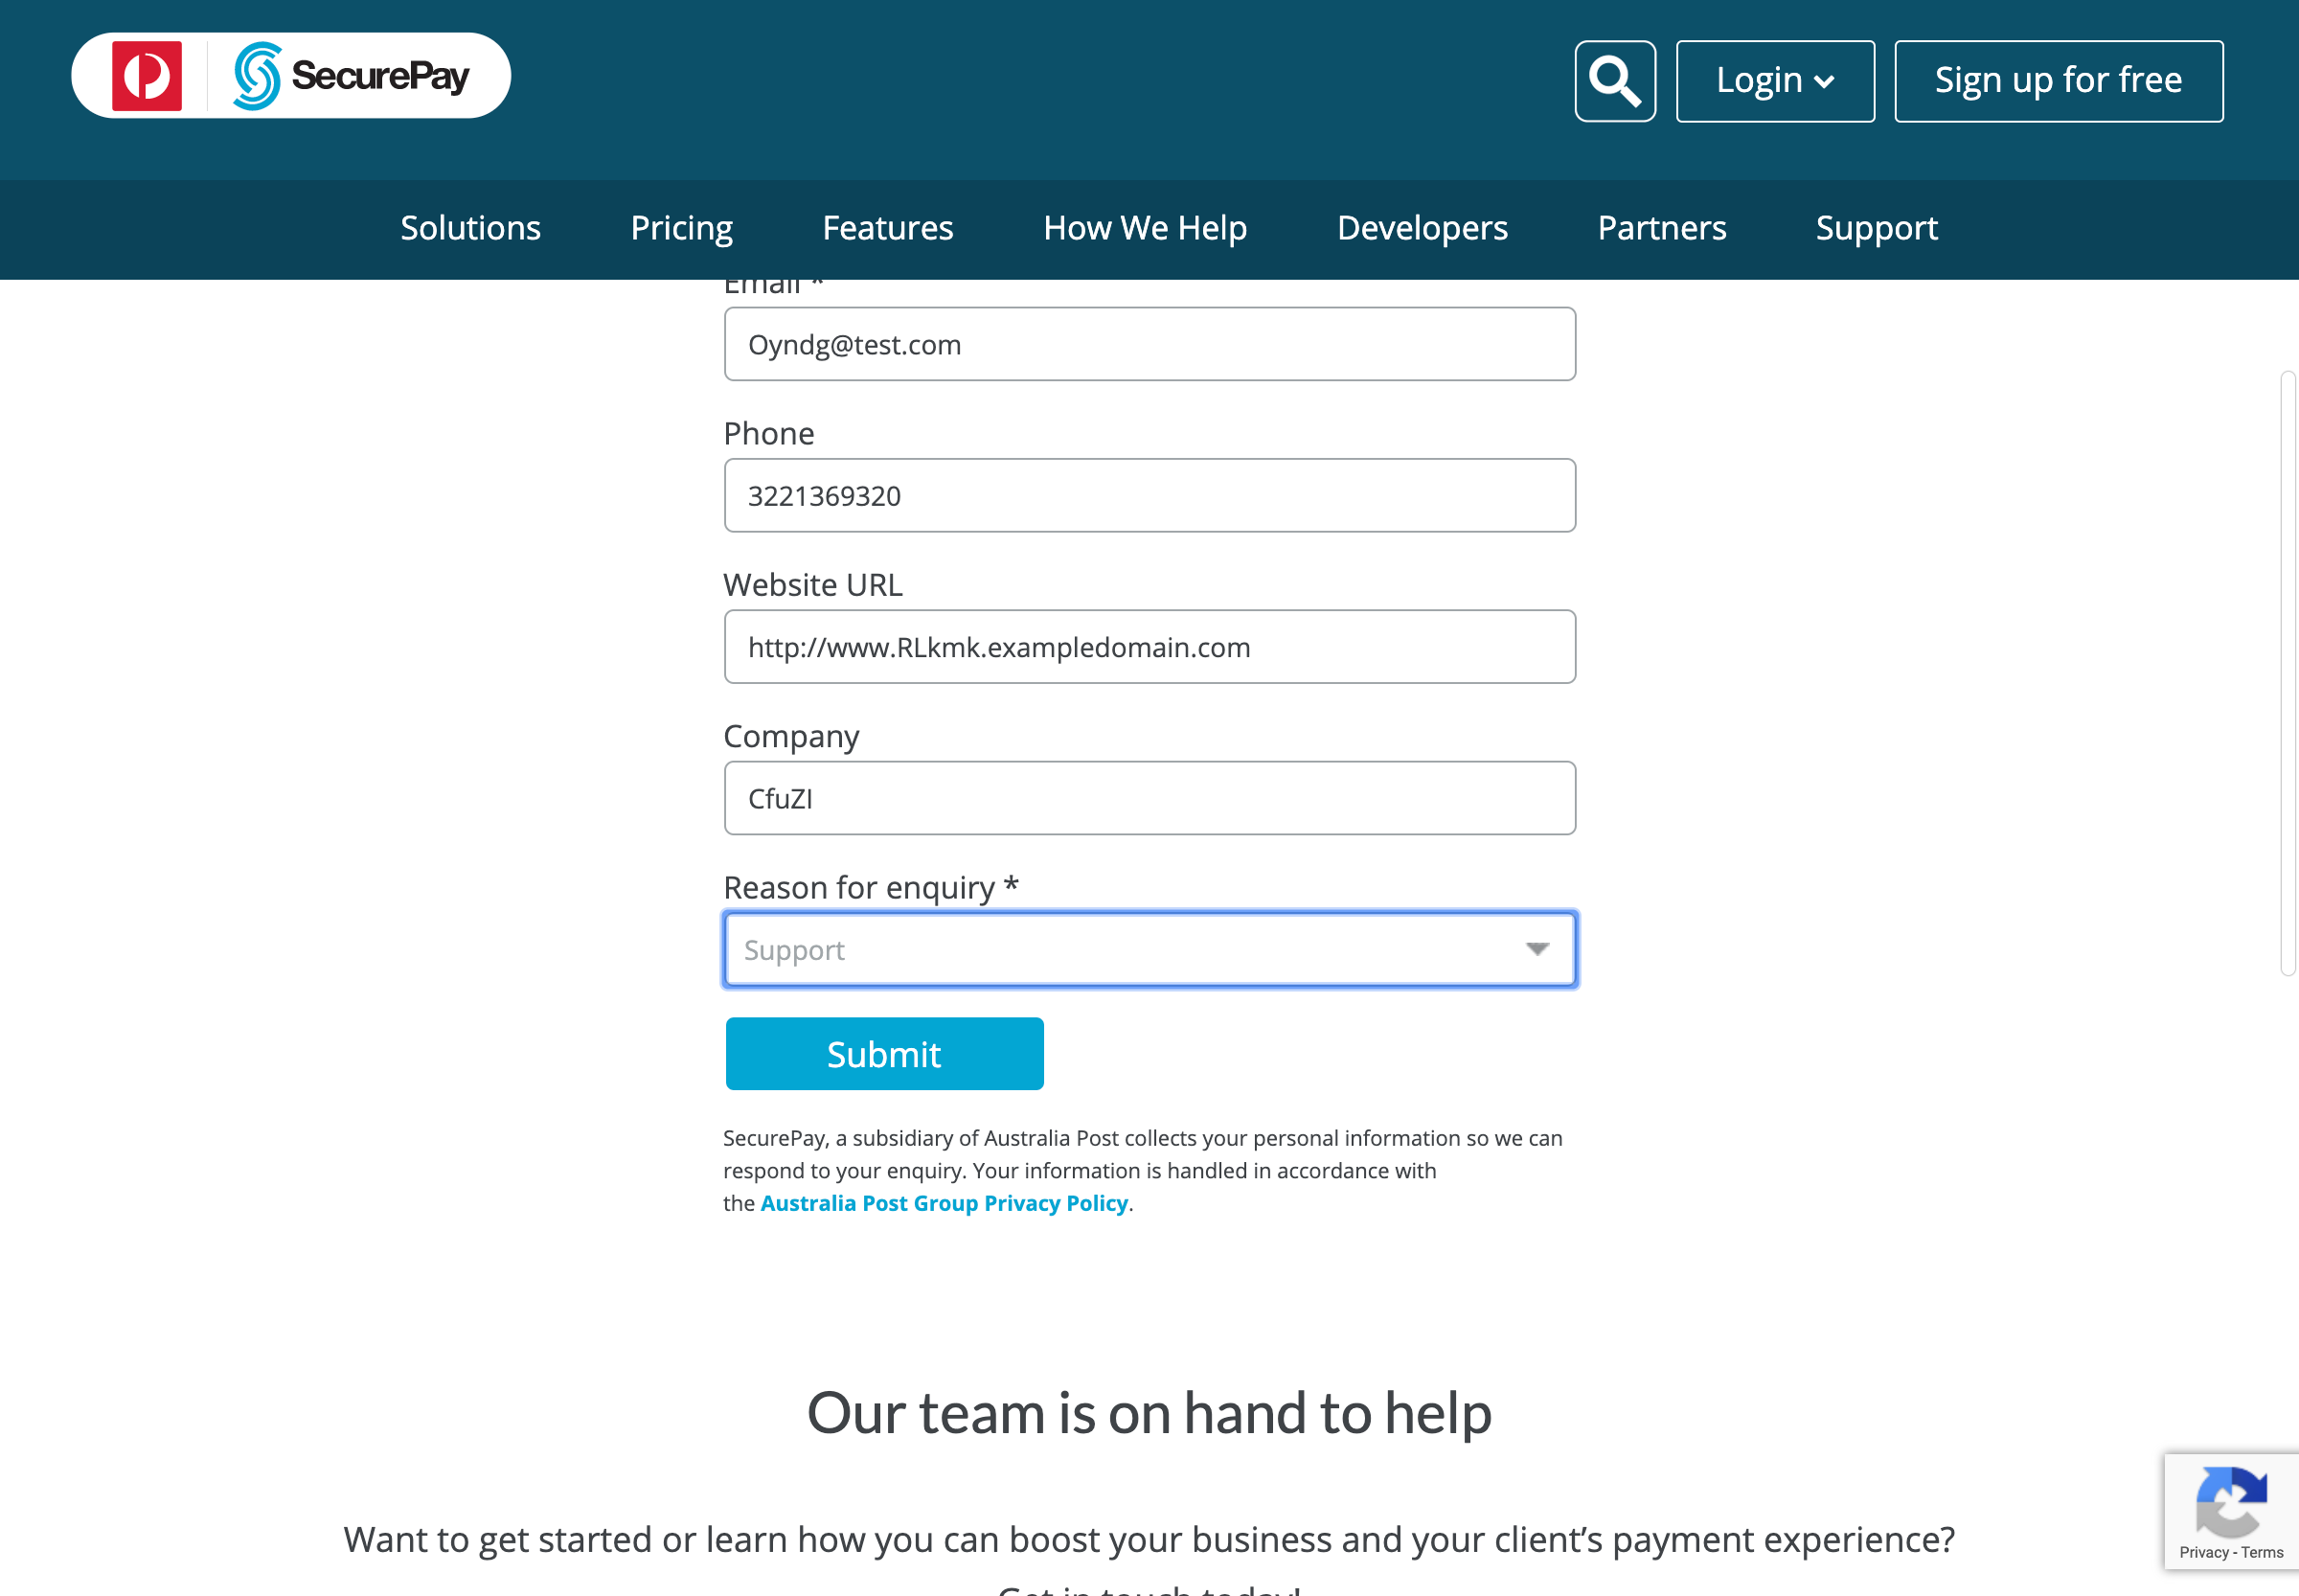 SecurePay
Login
Sign up for free
Solutions
Pricing
Features
How We Help
Developers
Partners
Support
Email *
Oyndg@test.com
Phone
3221369320
Website URL
http://www.RLkmk.exampledomain.com
Company
CfuZI
Reason for enquiry *
Support
Submit
SecurePay, a subsidiary of Australia Post collects your personal information so we can
respond to your enquiry. Your information is handled in accordance with
the Australia Post Group Privacy Policy.
Our team is on hand to help
Want to get started or learn how you can boost your business and your client’s payment experience?
Get in touch today!
Privacy - Terms